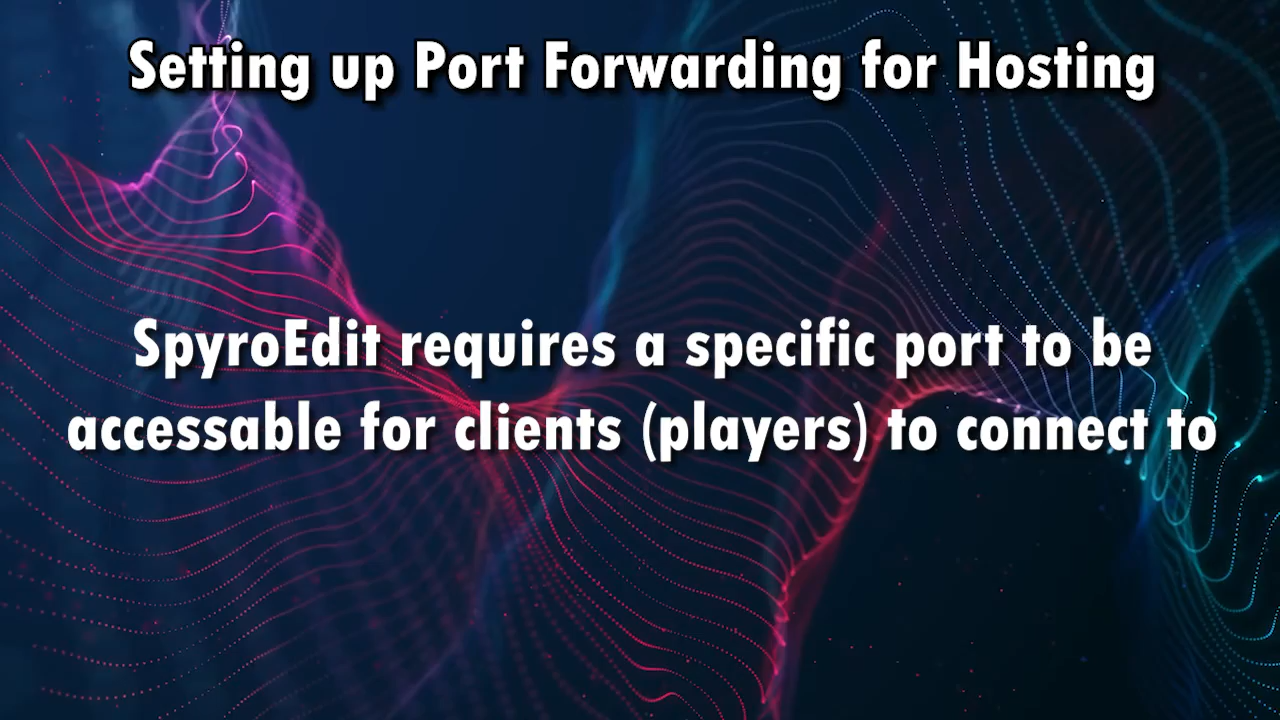 Setting up Port Forwarding for Hosting
SpyroEdit requires a specific port to be
accessable for clients (players) to connect to